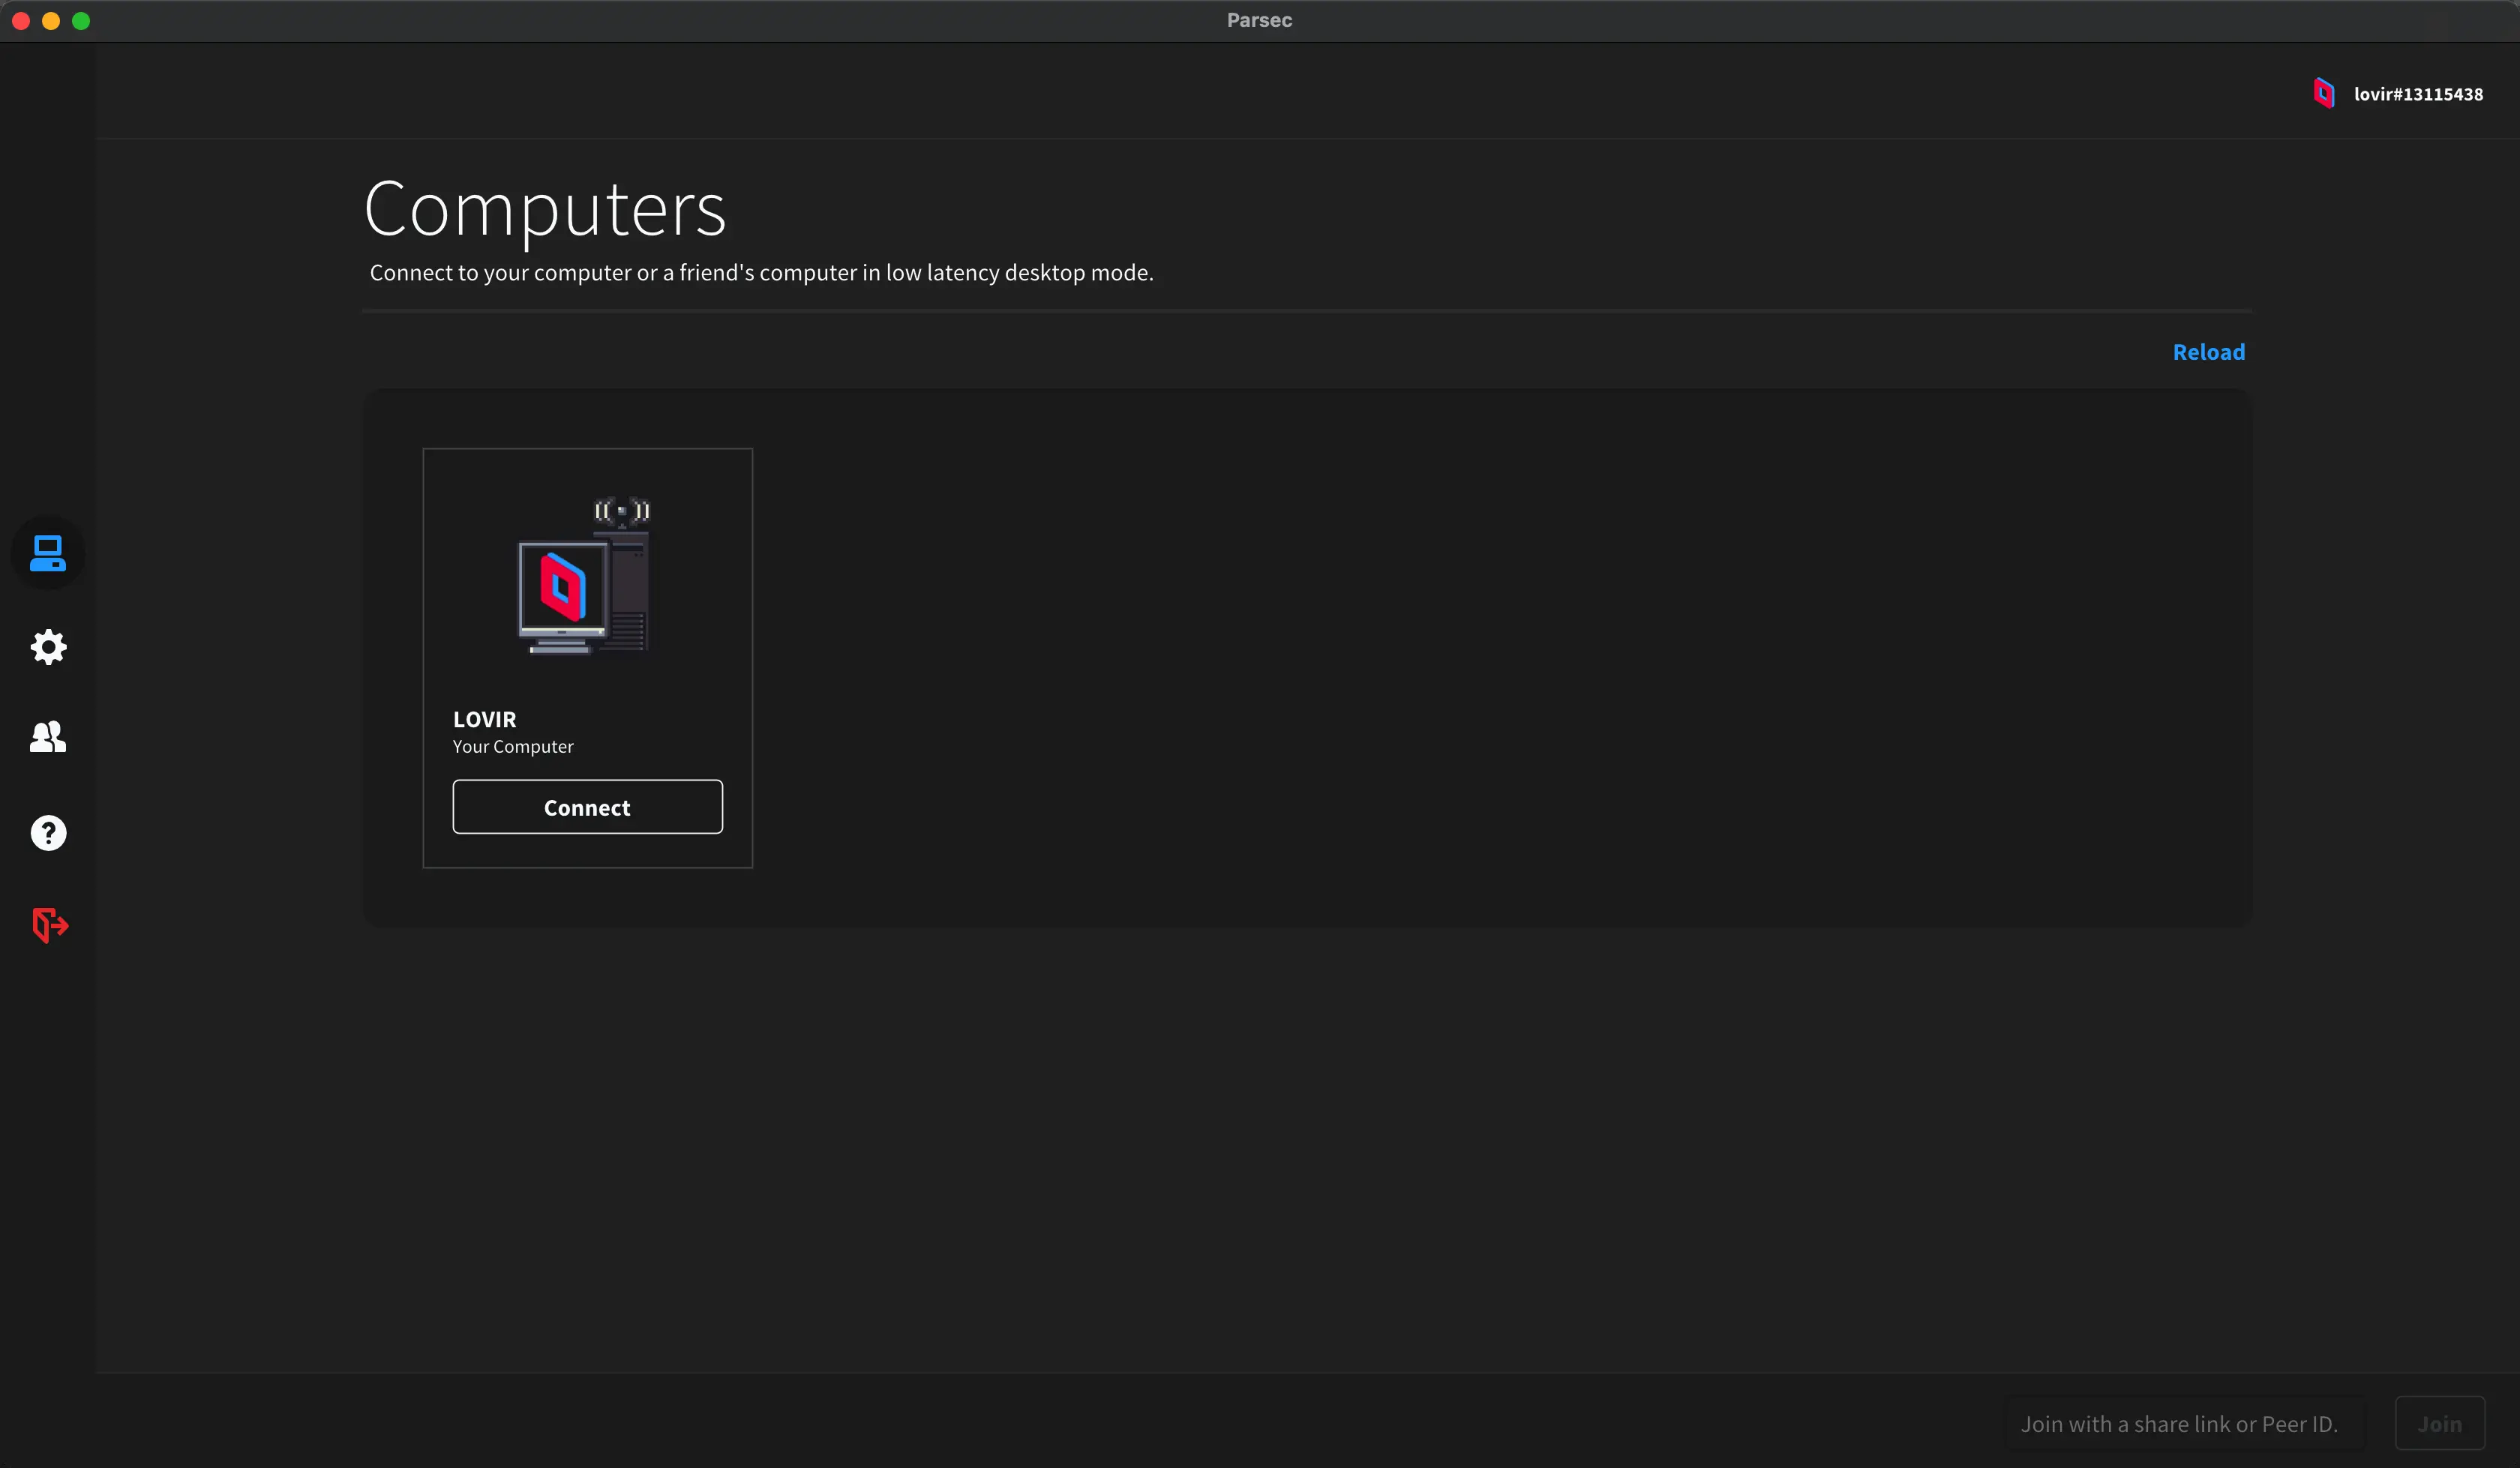 Parsec
lovir#13115438
Computers
Connect to your computer or a friend's computer in low latency desktop mode.
Reload
LOVIR
Your Computer
Connect
Join with a share link or Peer ID.
Join